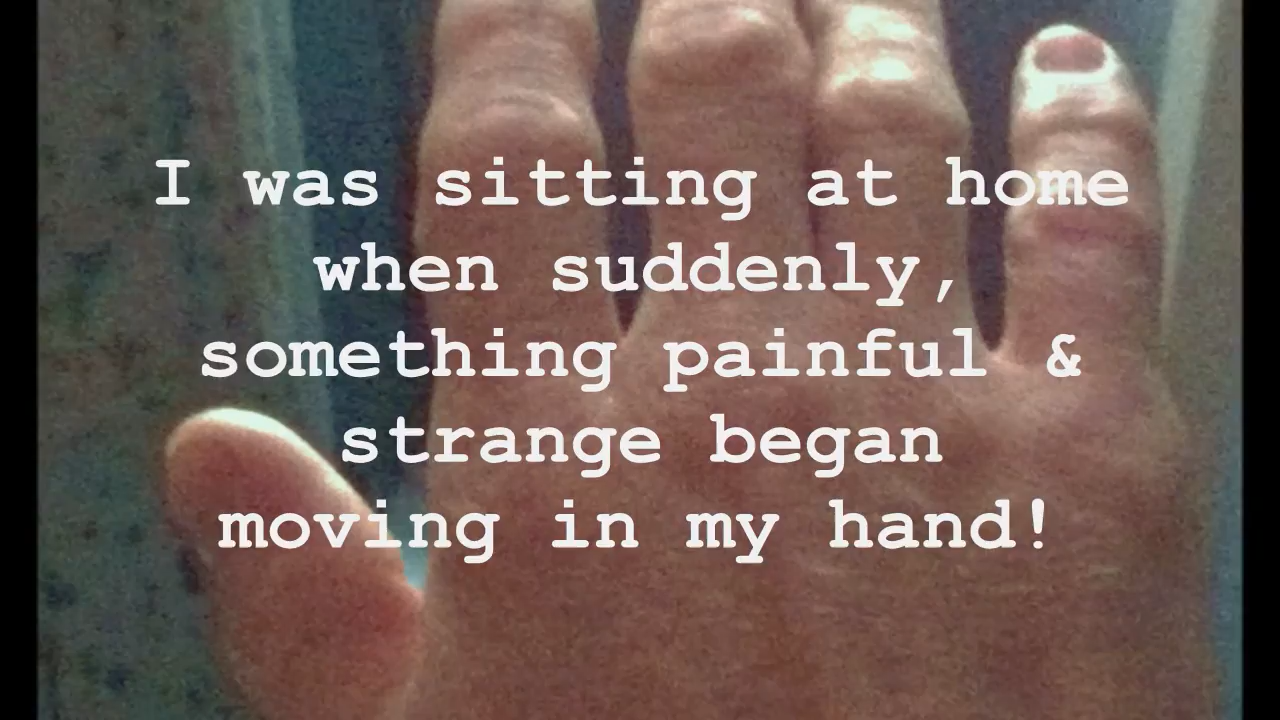 I was sitting at home
when suddenly,
something painful &
strange began
moving in my hand!